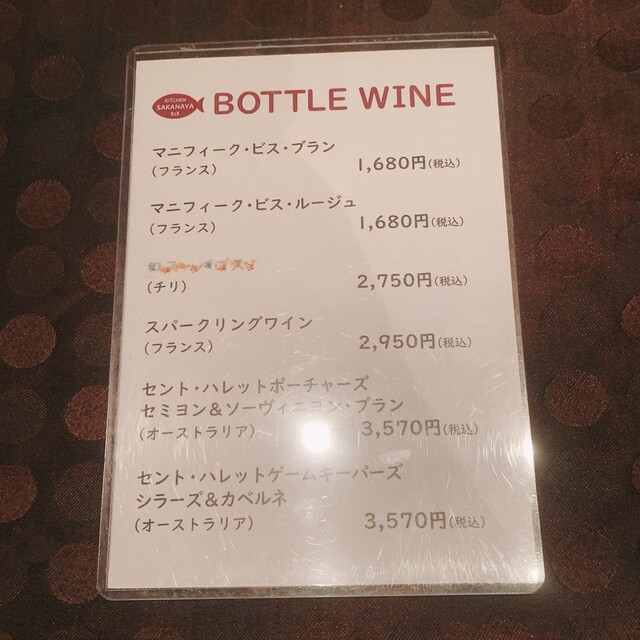 KITCHEN
SAKANAYA
BOTTLE WINE
マニフィーク・ビス・ブラン
(フランス) 1,680円(税込)
マニフィーク・ビス・ルージュ
(フランス) 1,680円(税込)
(チリ) 2,750円(税込)
スパークリングワイン
(フランス) 2,950円(税込)
セント・ハレットポーチャーズ
セミヨン&ソーヴィニヨン・ブラン
(オーストラリア) 3,570円(税込)
セント・ハレットゲームキーパーズ
シラーズ&カベルネ
(オーストラリア) 3,570円(税込)